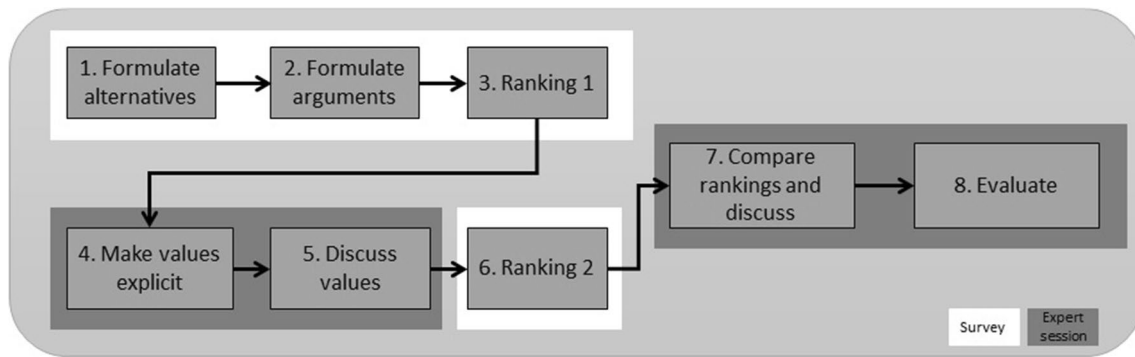 1. Formulate
alternatives
2. Formulate
arguments
3. Ranking 1
7. Compare
rankings and
discuss
8. Evaluate
4. Make values
explicit
5. Discuss
values
6. Ranking 2
Survey
Expert
session